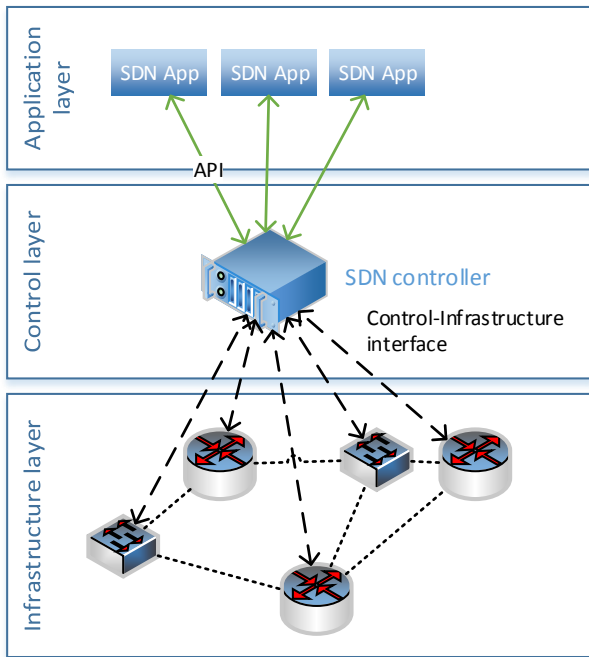 Application
layer
SDN App
SDN App
SDN App
API
Control layer
SDN controller
Control-Infrastructure
interface
Infrastructure layer